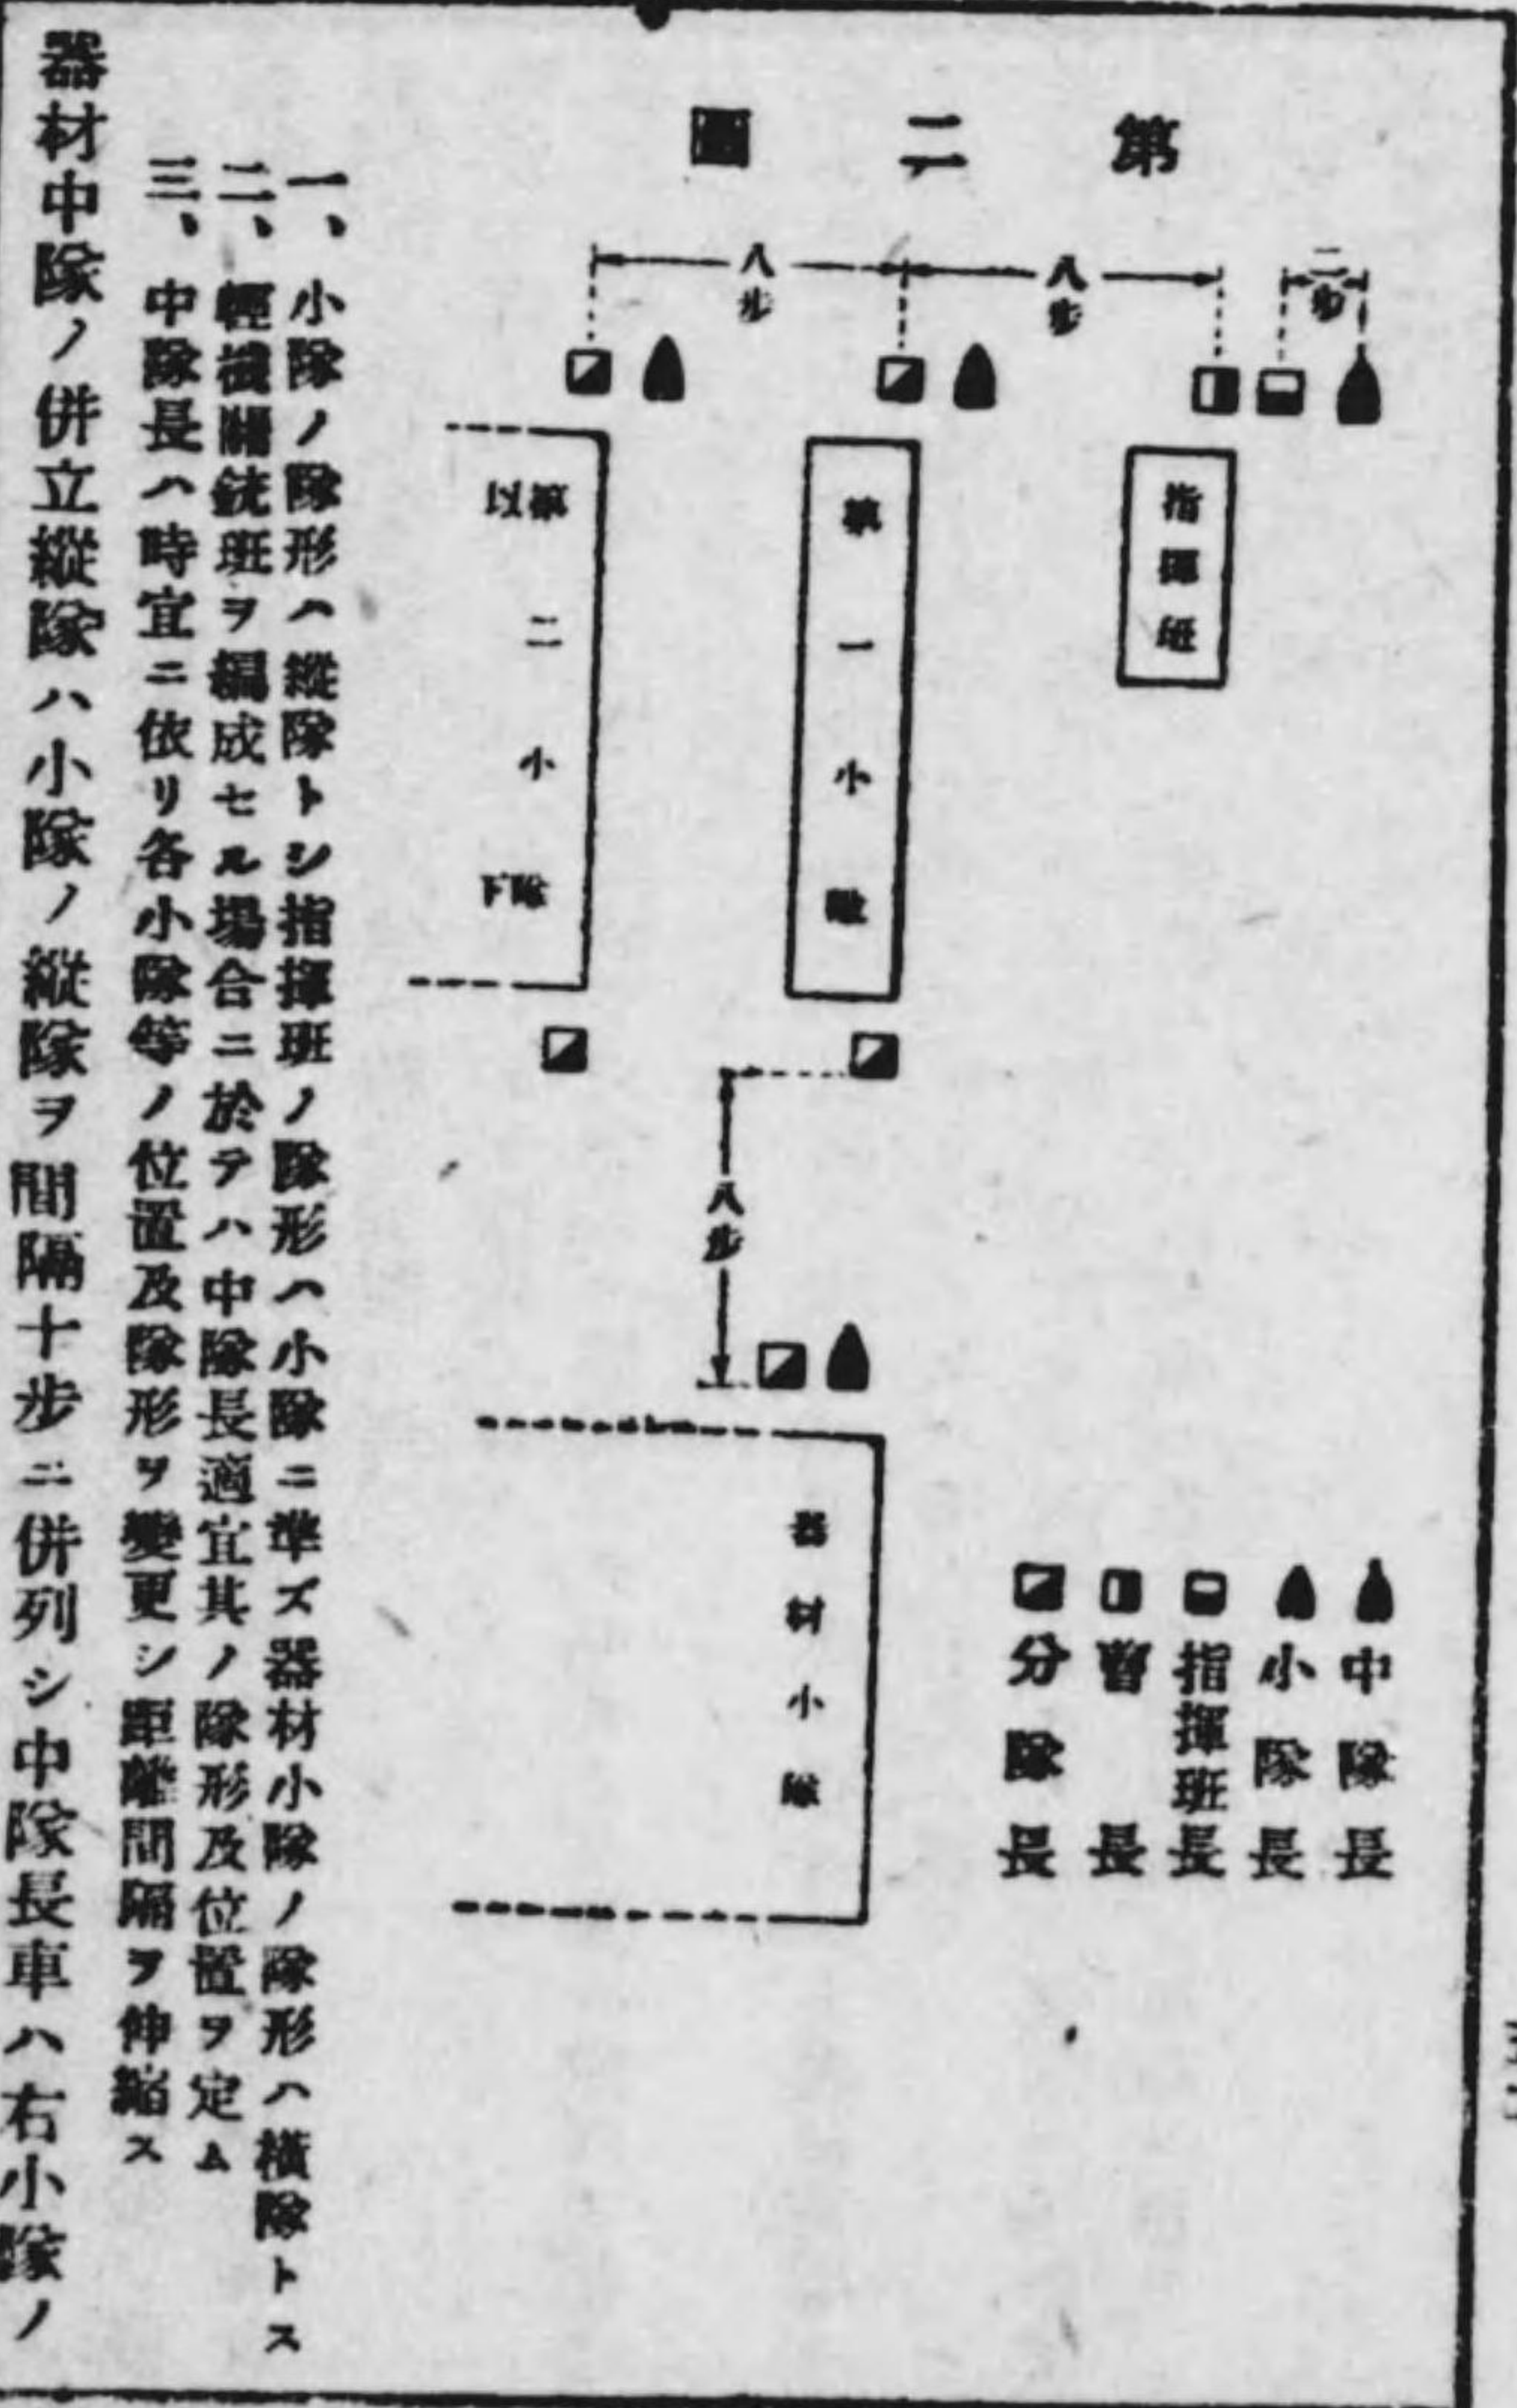 第二圖
二步
八步
八步
指揮班
第一小隊
第二小隊
以下
八步
器材小隊
中隊長
小隊長
指揮班長
曹長
分隊長
一、小隊ノ隊形ハ縱隊トシ指揮班ノ隊形ハ小隊ニ準ズ器材小隊ノ隊形ハ橫隊トス
二、輕機關銃班ヲ編成セル場合ニ於テハ中隊長適宜其ノ隊形及位置ヲ定ム
三、中隊長ハ時宜ニ依リ各小隊等ノ位置及隊形ヲ變更シ距離間隔ヲ伸縮ス
器材中隊ノ併立縱隊ハ小隊ノ縱隊ヲ間隔十步ニ併列シ中隊長車ハ右小隊ノ